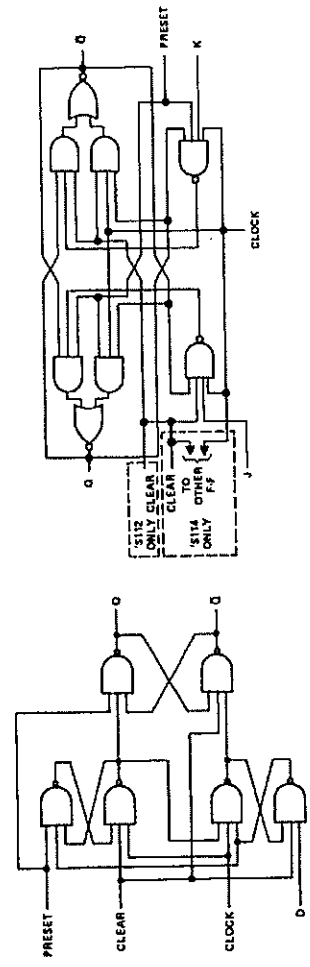 PRESET
CLEAR
Q
Q̄
CLOCK
D
Q
Q̄
'S112
ONLY
CLEAR
PRESET
CLEAR
K
TO
OTHER
F-F
'S114
ONLY
J
CLOCK